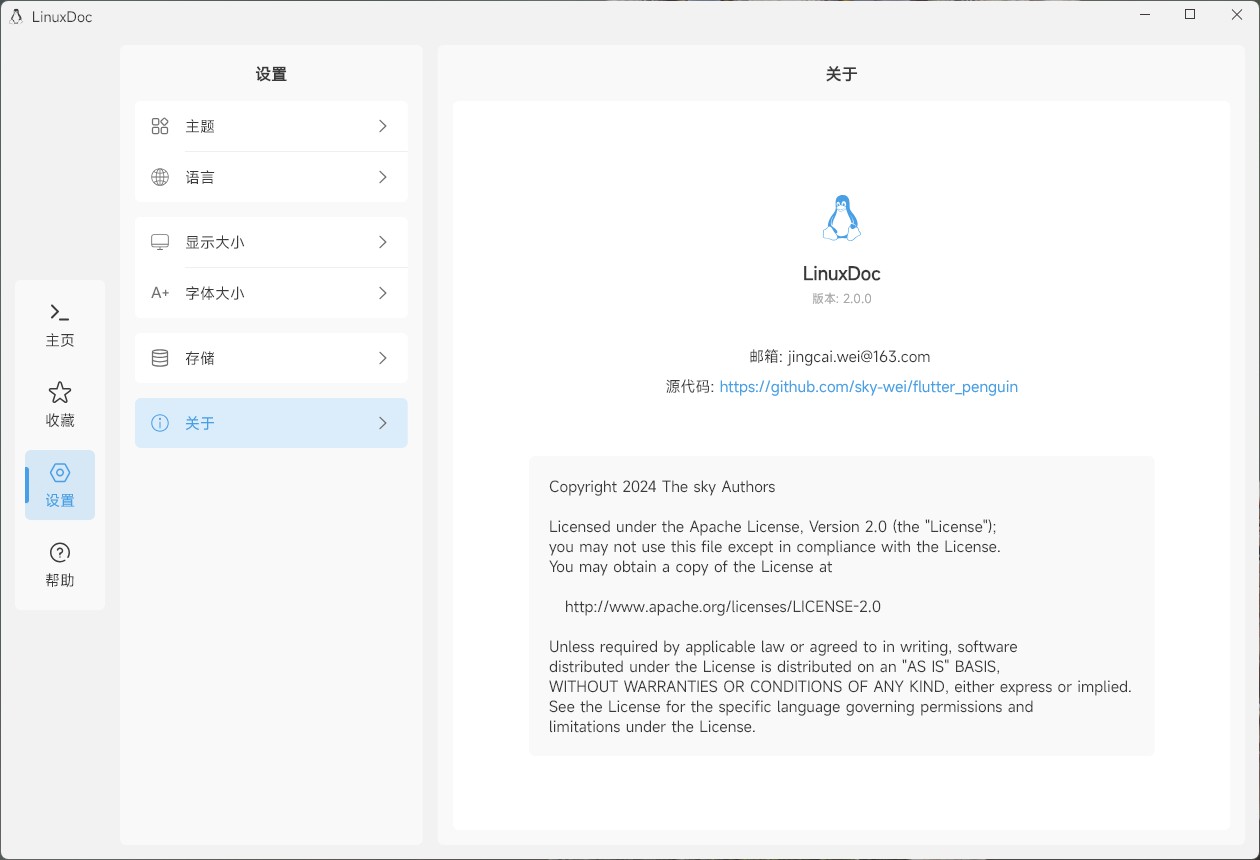 LinuxDoc
主页
收藏
设置
帮助
设置
主题
语言
显示大小
A+ 字体大小
存储
关于
关于
LinuxDoc
版本: 2.0.0
邮箱: jingcai.wei@163.com
源代码: https://github.com/sky-wei/flutter_penguin
Copyright 2024 The sky Authors
Licensed under the Apache License, Version 2.0 (the "License");
you may not use this file except in compliance with the License.
You may obtain a copy of the License at
http://www.apache.org/licenses/LICENSE-2.0
Unless required by applicable law or agreed to in writing, software
distributed under the License is distributed on an "AS IS" BASIS,
WITHOUT WARRANTIES OR CONDITIONS OF ANY KIND, either express or implied.
See the License for the specific language governing permissions and
limitations under the License.